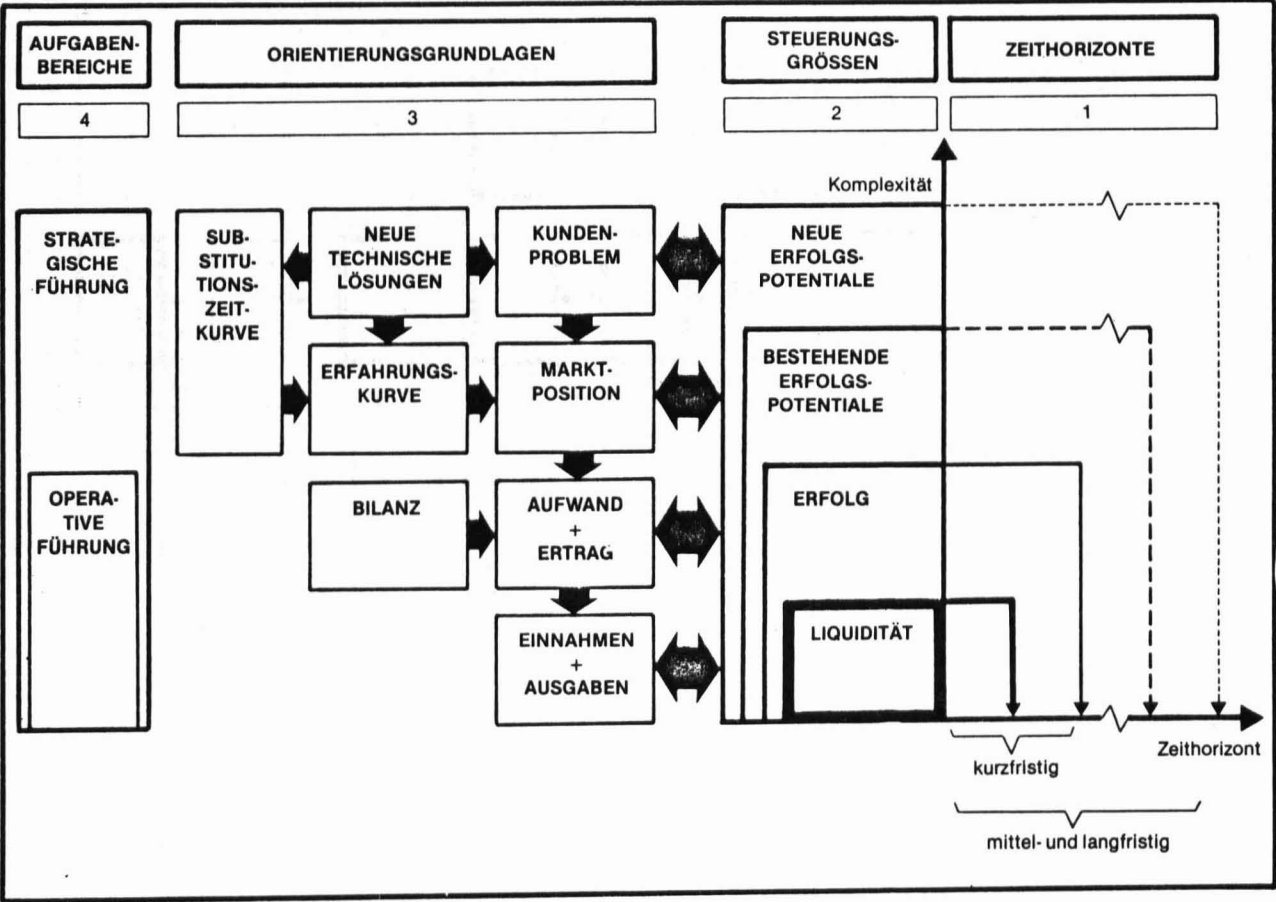 AUFGABEN-
BEREICHE
ORIENTIERUNGSGRUNDLAGEN
STEUERUNGS-
GRÖSSEN
ZEITHORIZONTE
4
3
2
1
Komplexität
STRATE-
GISCHE
FÜHRUNG
SUB-
STITU-
TIONS-
ZEIT-
KURVE
NEUE
TECHNISCHE
LÖSUNGEN
KUNDEN-
PROBLEM
NEUE
ERFOLGS-
POTENTIALE
ERFAHRUNGS-
KURVE
MARKT-
POSITION
BESTEHENDE
ERFOLGS-
POTENTIALE
OPERA-
TIVE
FÜHRUNG
BILANZ
AUFWAND
+
ERTRAG
ERFOLG
EINNAHMEN
+
AUSGABEN
LIQUIDITÄT
Zeithorizont
kurzfristig
mittel- und langfristig